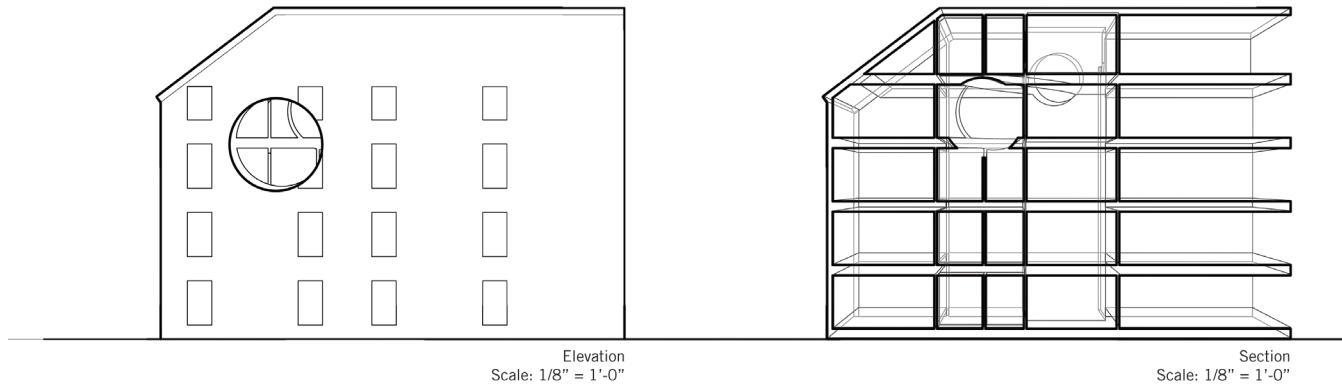 Elevation
Scale: 1/8” = 1’-0”
Section
Scale: 1/8” = 1’-0”